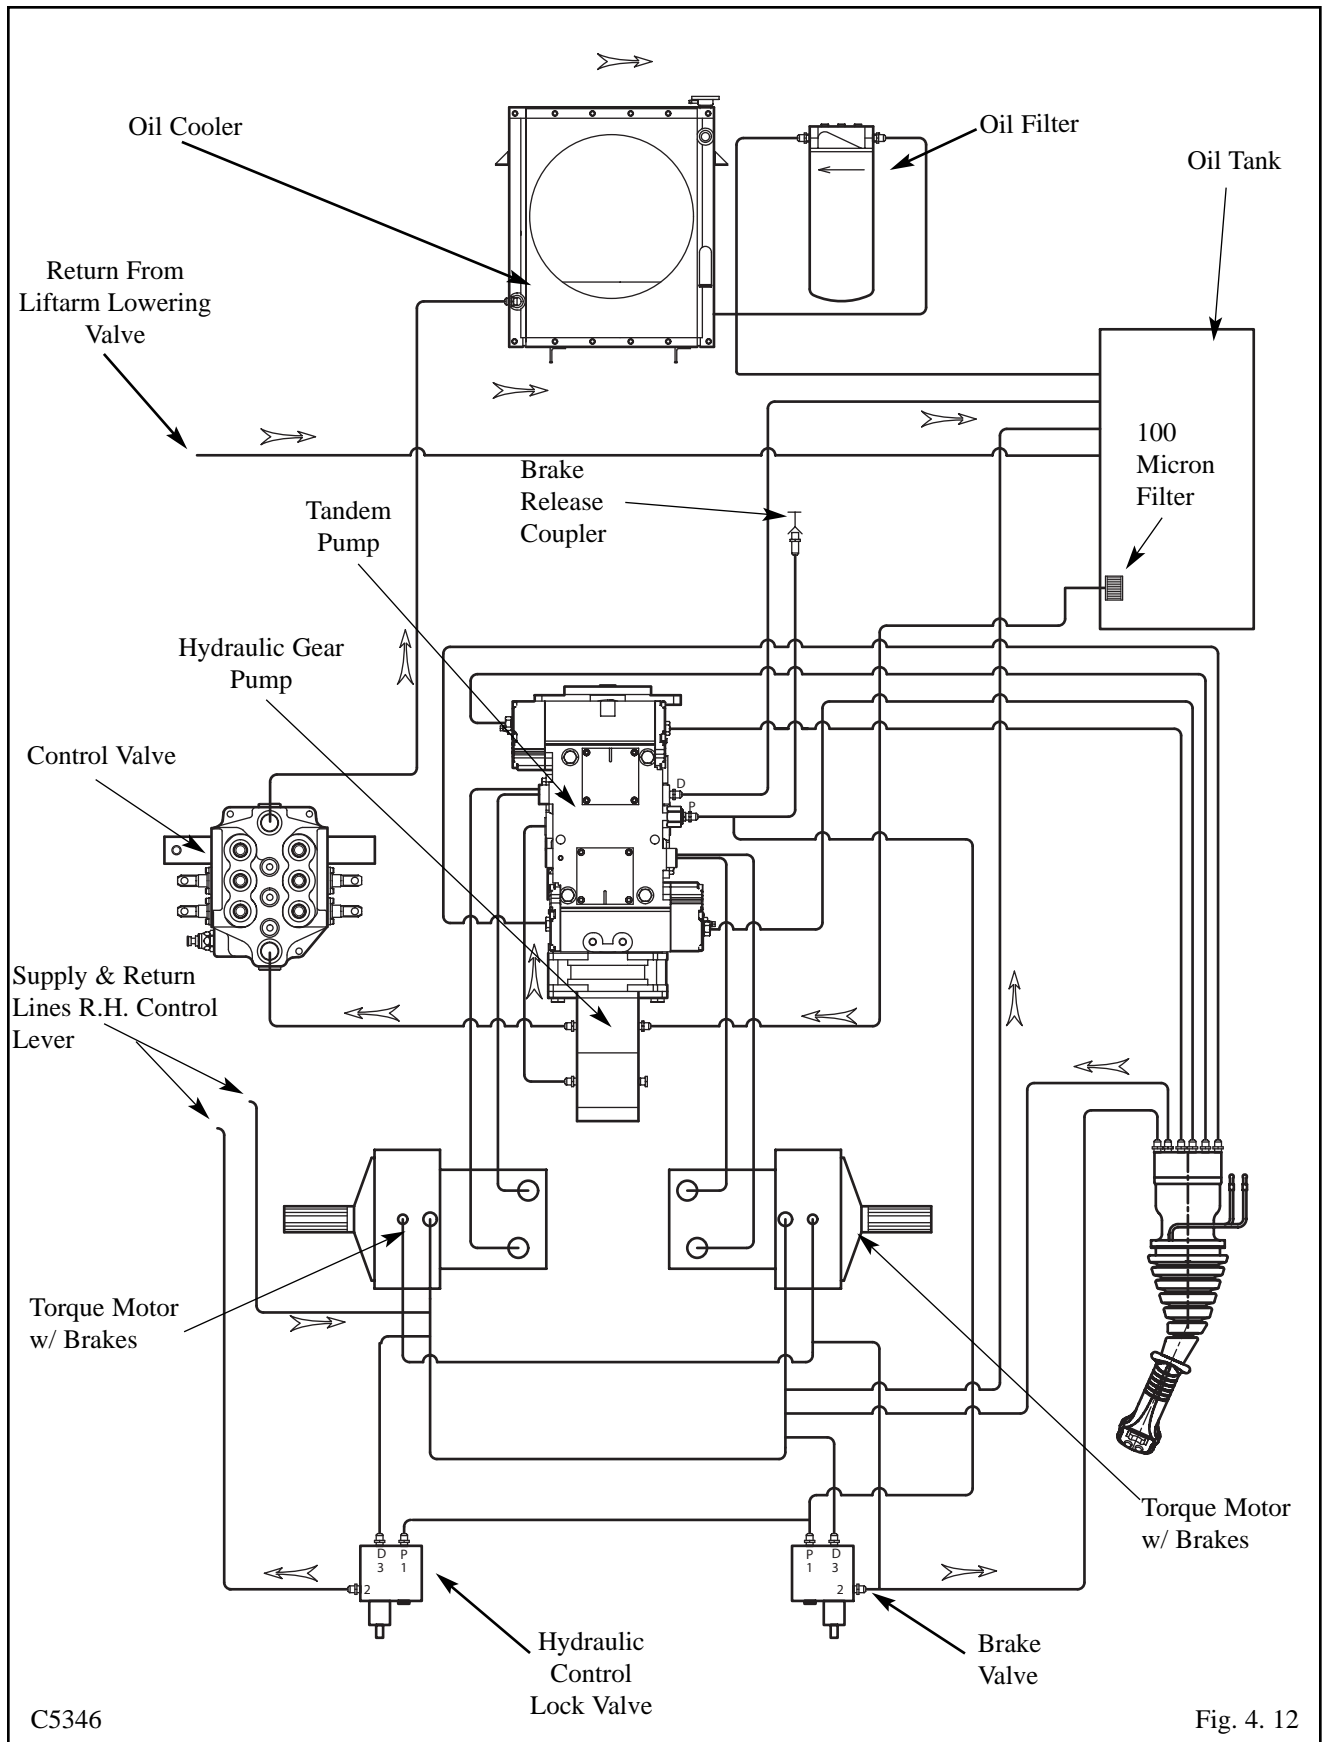 Oil Cooler
Oil Filter
Oil Tank
Return From
Liftarm Lowering
Valve
100
Micron
Filter
Brake
Release
Coupler
Tandem
Pump
Hydraulic Gear
Pump
Control Valve
D
P
Supply & Return
Lines R.H. Control
Lever
Torque Motor
w/ Brakes
Torque Motor
w/ Brakes
D P
3 1
2
P D
1 3
2
Hydraulic
Control
Lock Valve
Brake
Valve
C5346
Fig. 4. 12